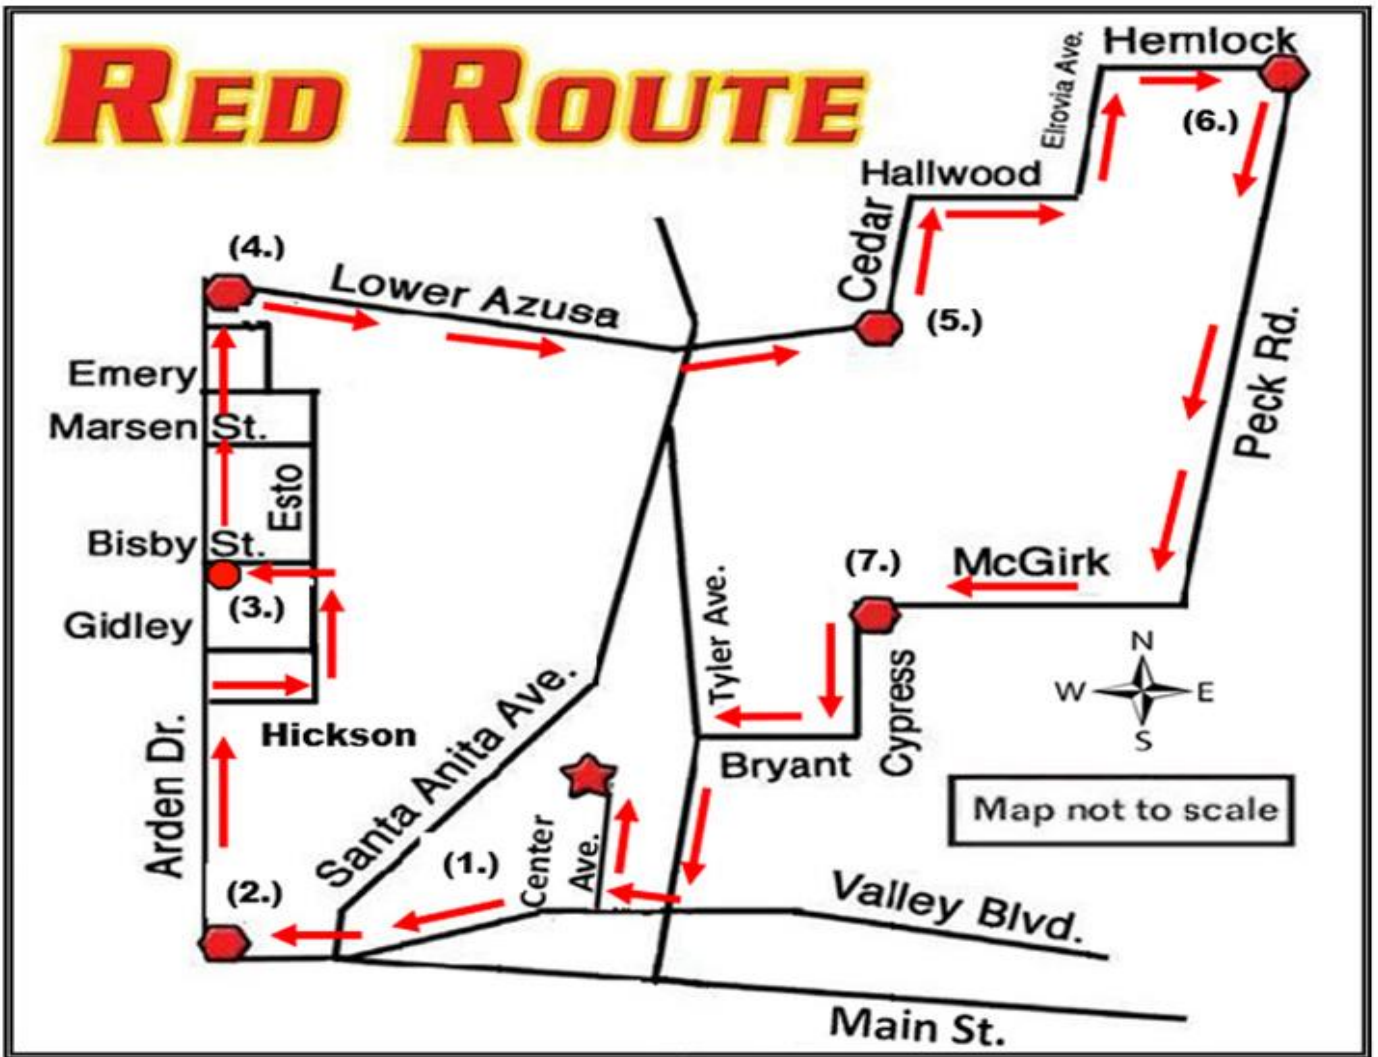 RED ROUTE
Hemlock
Elrovia Ave.
(6.)
Hallwood
Cedar
(4.)
Lower Azusa
(5.)
Peck Rd.
Emery
Marsen St.
Esto
Bisby St.
(3.)
Gidley
(7.)
McGirk
Tyler Ave.
Cypress
N
W E
S
Hickson
Santa Anita Ave.
Bryant
Arden Dr.
Map not to scale
Center
Ave.
(1.)
(2.)
Valley Blvd.
Main St.